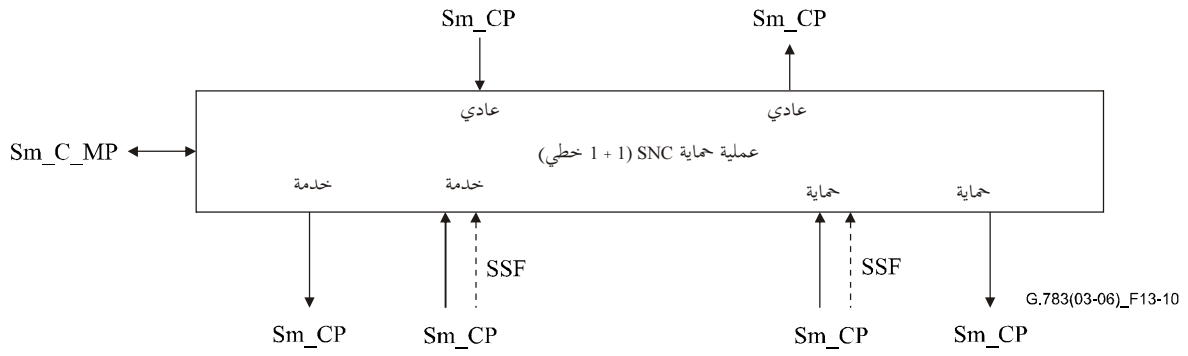 Sm_CP Sm_CP
عادي عادي
Sm_C_MP
عملية حماية SNC (1 + 1 خطي)
خدمة خدمة حماية حماية
SSF SSF
G.783(03-06)_F13-10
Sm_CP Sm_CP Sm_CP Sm_CP